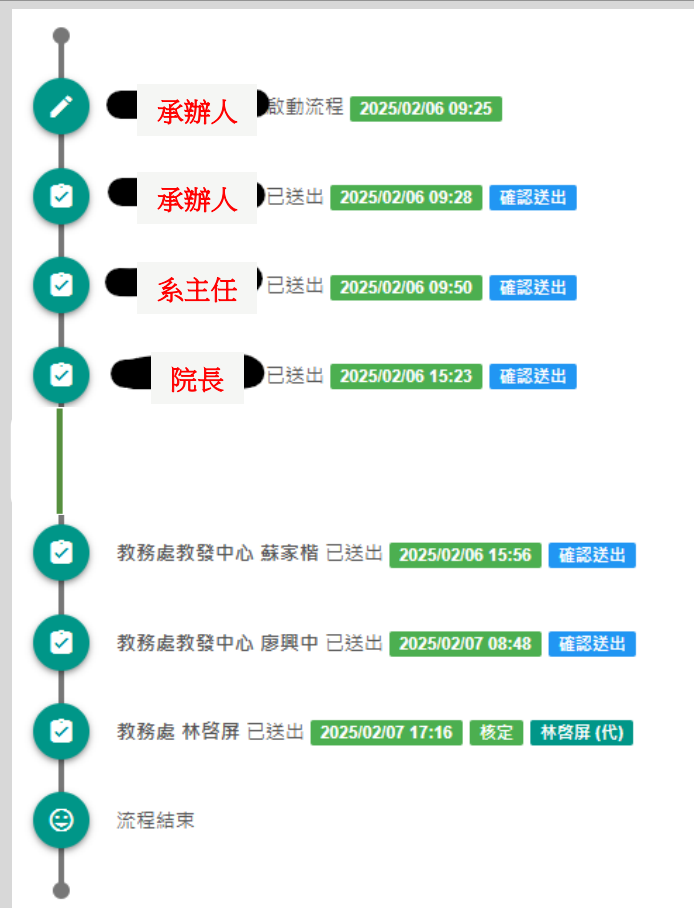 承辦人 啟動流程 2025/02/06 09:25
承辦人 已送出 2025/02/06 09:28 確認送出
系主任 已送出 2025/02/06 09:50 確認送出
院長 已送出 2025/02/06 15:23 確認送出
教務處教發中心 蘇家楷 已送出 2025/02/06 15:56 確認送出
教務處教發中心 廖興中 已送出 2025/02/07 08:48 確認送出
教務處 林啓屏 已送出 2025/02/07 17:16 核定 林啓屏 (代)
流程結束